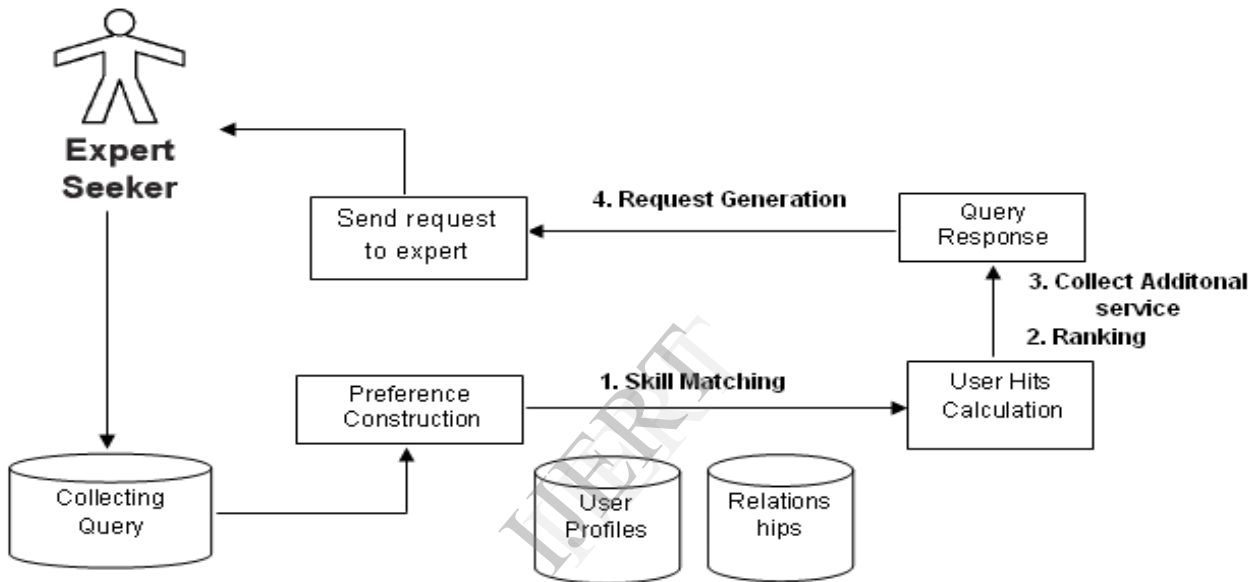 Expert
Seeker
Send request
to expert
4. Request Generation
Query
Response
3. Collect Additonal
service
2. Ranking
Preference
Construction
1. Skill Matching
User Hits
Calculation
Collecting
Query
User
Profiles
Relations
hips
IJERT